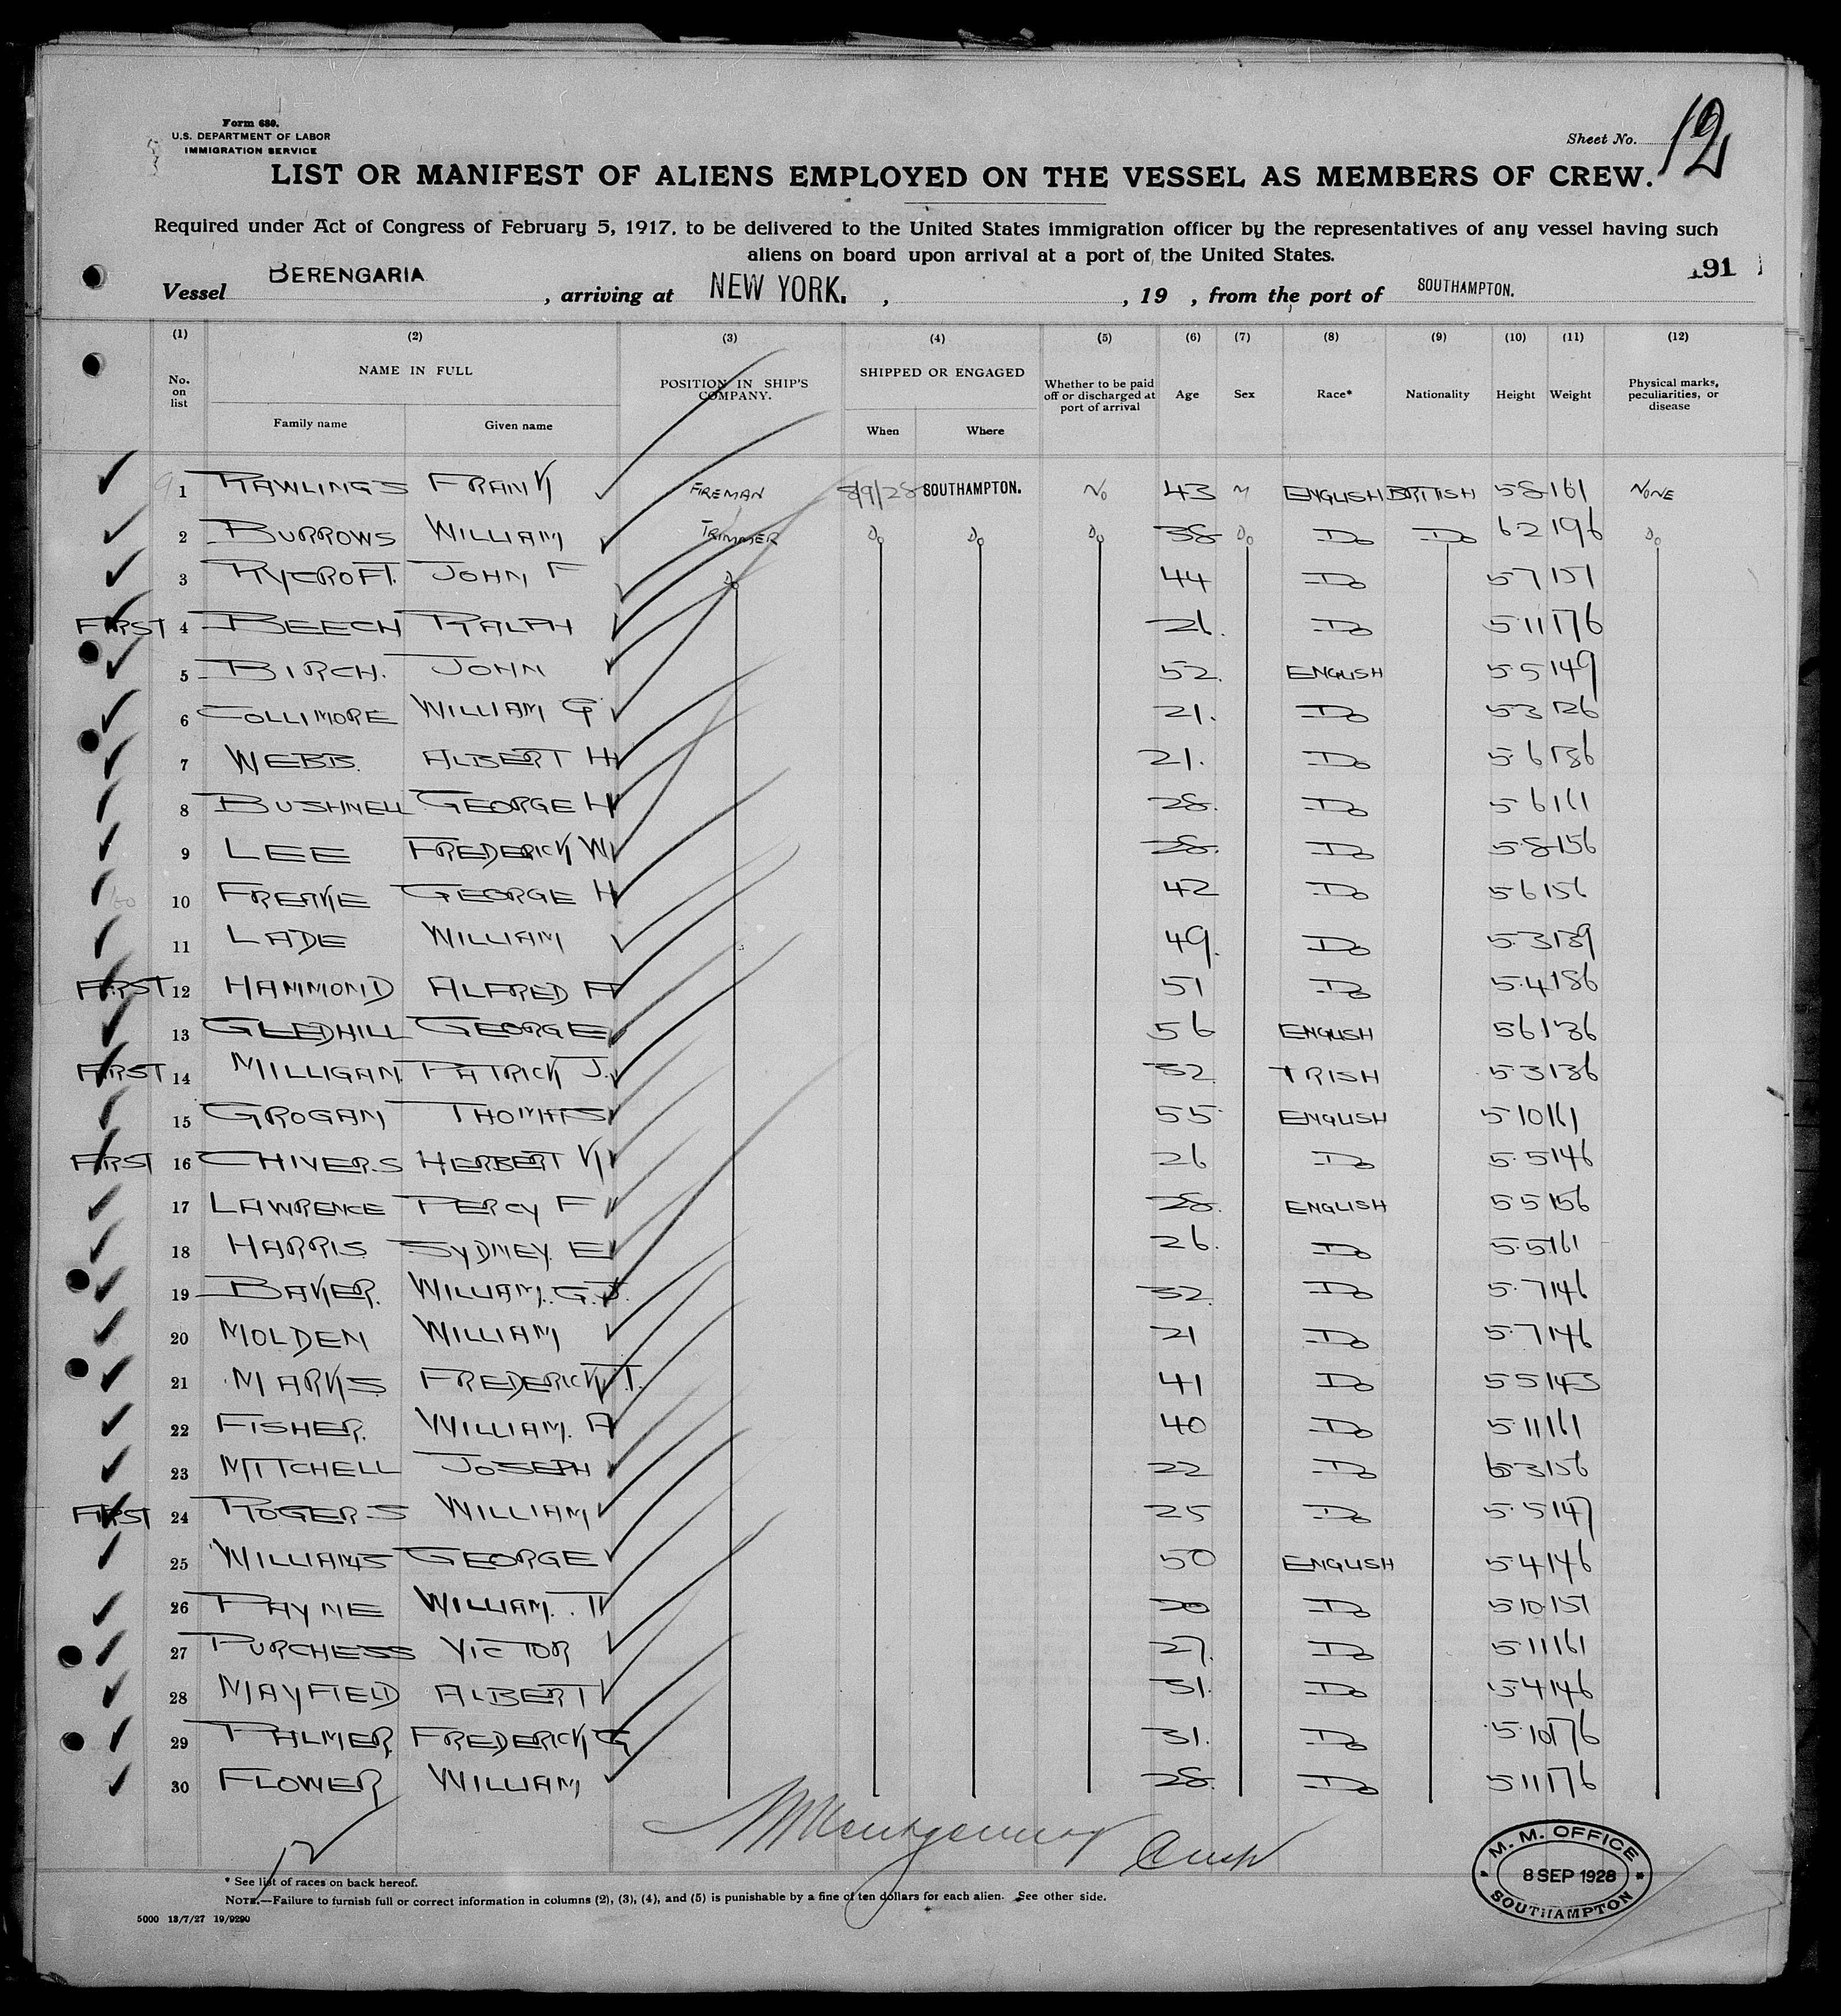 Form 680.
U.S. DEPARTMENT OF LABOR
IMMIGRATION SERVICE
Sheet No. 12
LIST OR MANIFEST OF ALIENS EMPLOYED ON THE VESSEL AS MEMBERS OF CREW.
Required under Act of Congress of February 5, 1917, to be delivered to the United States immigration officer by the representatives of any vessel having such
aliens on board upon arrival at a port of the United States.
191
Vessel BERENGARIA, arriving at NEW YORK. , , 19 , from the port of SOUTHAMPTON.
(1) (2) (3) (4) (5) (6) (7) (8) (9) (10) (11) (12)
No. on list NAME IN FULL POSITION IN SHIP'S COMPANY. SHIPPED OR ENGAGED Whether to be paid off or discharged at port of arrival Age Sex Race* Nationality Height Weight Physical marks, peculiarities, or disease
Family name Given name When Where
1 RAWLINGS FRANK FIREMAN 8/9/28 SOUTHAMPTON. No 43 M ENGLISH BRITISH 5 8 161 NONE
2 BURROWS WILLIAM TRIMMER Do Do Do 38 Do Do Do 6 2 196 Do
3 RYCROFT. JOHN F Do 44 Do 5 7 151
FIRST 4 BEECH RALPH 26. Do 5 11 176
5 BIRCH. JOHN 52. ENGLISH 5 5 149
6 COLLIMORE WILLIAM G 21. Do 5 3 126
7 WEBB. ALBERT H 21. Do 5 6 136
8 BUSHNELL GEORGE H 28. Do 5 6 161
9 LEE FREDERICK W 28. Do 5 8 156
10 FREAKE GEORGE H 42 Do 5 6 156
11 LADE WILLIAM 49. Do 5 3 139
FIRST 12 HAMMOND ALFRED A 51 Do 5 4 186
13 GLEDHILL GEORGE 56 ENGLISH 5 6 136
FIRST 14 MILLIGAN. PATRICK J. 32 IRISH 5 3 136
15 GROGAN THOMAS 55 ENGLISH 5 10 161
FIRST 16 CHIVERS HERBERT 26 Do 5 5 146
17 LAWRENCE PERCY F 28. ENGLISH 5 5 156
18 HARRIS SYDNEY. E 26. Do 5 5 161
19 BAKER. WILLIAM. G.J. 32. Do 5 7 146
20 MOLDEN WILLIAM 21 Do 5 7 146
21 MARKS FREDERICK T. 41 Do 5 5 143
22 FISHER. WILLIAM. A 40 Do 5 11 161
23 MITCHELL JOSEPH 22 Do 5 3 156
FIRST 24 ROGERS WILLIAM 25 Do 5 5 147
25 WILLIAMS GEORGE 50 ENGLISH 5 4 146
26 PAYNE WILLIAM. Do 5 10 151
27 PURCHESS VICTOR 27. Do 5 11 161
28 MAYFIELD ALBERT 31. Do 5 4 146
29 PALMER. FREDERICK G 31. Do 5 10 176
30 FLOWER WILLIAM 28. Do 5 11 176
M. M. OFFICE
8 SEP 1928
SOUTHAMPTON
* See list of races on back hereof.
NOTE.—Failure to furnish full or correct information in columns (2), (3), (4), and (5) is punishable by a fine of ten dollars for each alien. See other side.
5000 13/7/27 19/9290